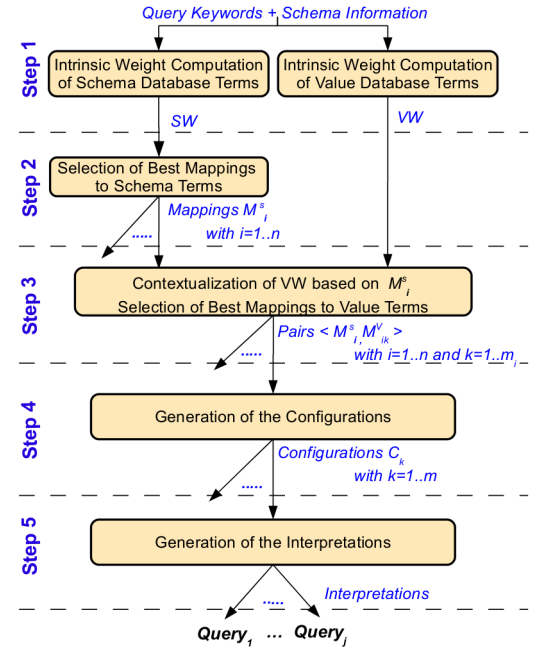 Query Keywords + Schema Information
Step 1
Intrinsic Weight Computation
of Schema Database Terms
Intrinsic Weight Computation
of Value Database Terms
SW
VW
Step 2
Selection of Best Mappings
to Schema Terms
Mappings M^s_i
.....
with i=1..n
Step 3
Contextualization of VW based on M^s_i
Selection of Best Mappings to Value Terms
Pairs < M^s_i, M^V_ik >
.....
with i=1..n and k=1..m_i
Step 4
Generation of the Configurations
Configurations C_k
.....
with k=1..m
Step 5
Generation of the Interpretations
Interpretations
.....
Query_1 ... Query_j